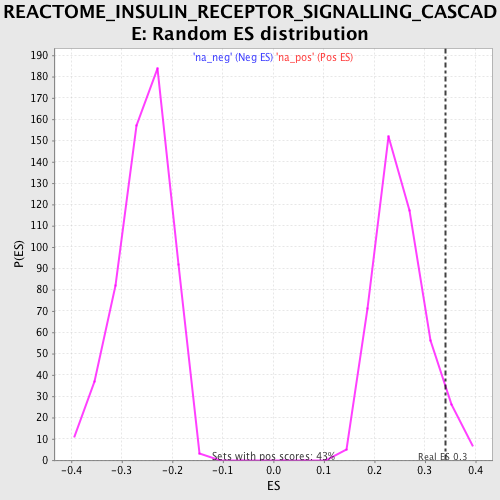 REACTOME_INSULIN_RECEPTOR_SIGNALLING_CASCAD
E: Random ES distribution
'na_neg' (Neg ES) 'na_pos' (Pos ES)
190
180
170
160
150
140
130
120
110
100
90
80
70
60
50
40
30
20
10
0
P(ES)
Sets with pos scores: 43%
Real ES 0.3
-0.4 -0.3 -0.2 -0.1 0.0 0.1 0.2 0.3 0.4
ES